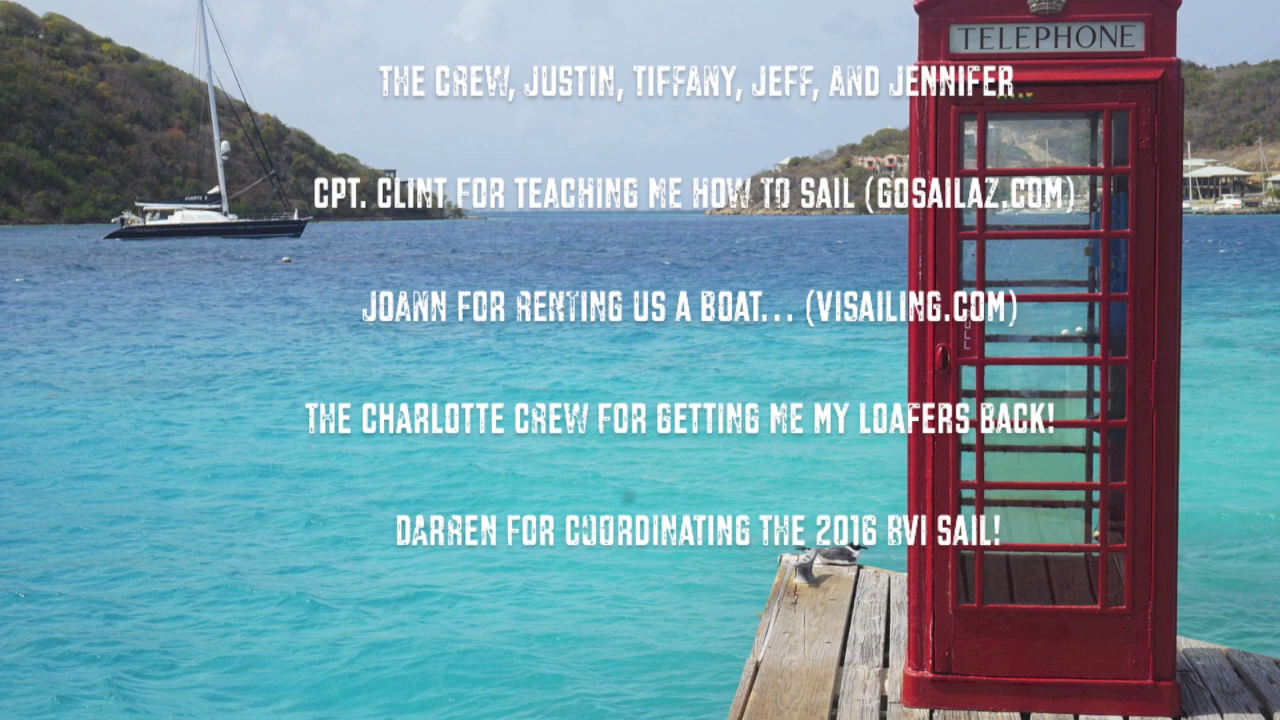 TELEPHONE
THE CREW, JUSTIN, TIFFANY, JEFF, AND JENNIFER
CPT. CLINT FOR TEACHING ME HOW TO SAIL (GOSAILAZ.COM)
JOANN FOR RENTING US A BOAT... (VISAILING.COM)
THE CHARLOTTE CREW FOR GETTING ME MY LOAFERS BACK!
DARREN FOR COORDINATING THE 2016 BVI SAIL!